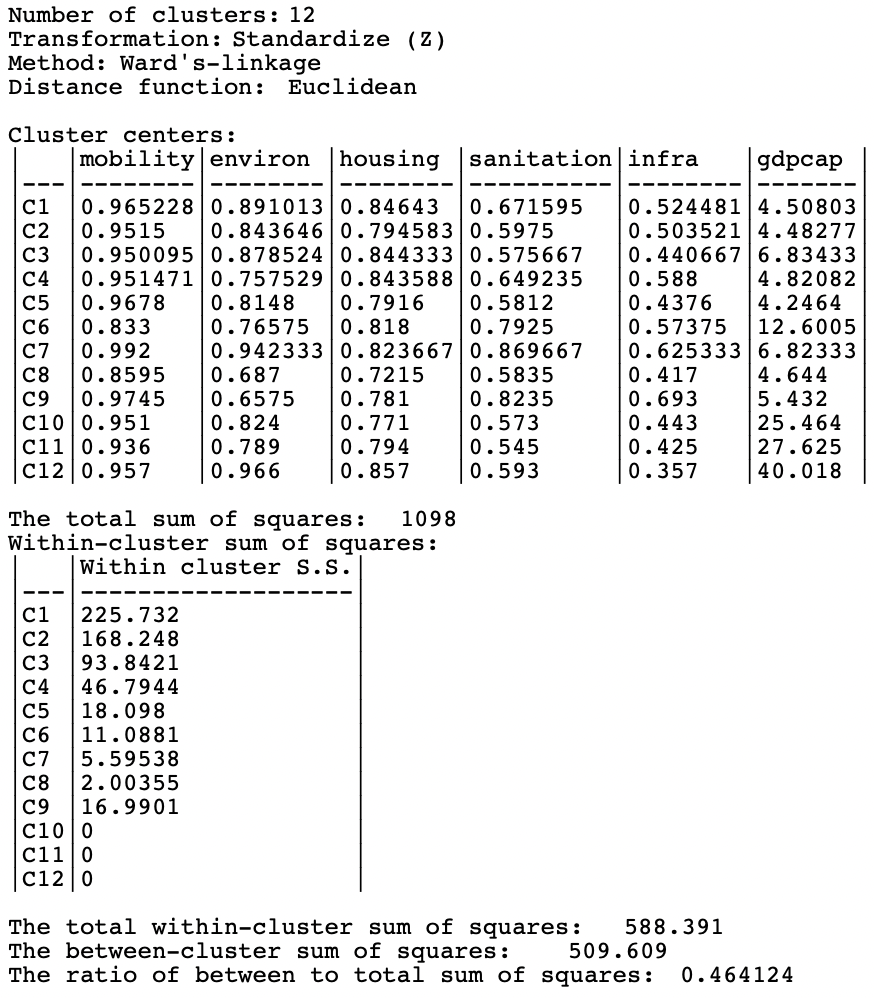 Number of clusters: 12
Transformation: Standardize (Z)
Method: Ward's-linkage
Distance function: Euclidean
Cluster centers:
|   |mobility|environ |housing |sanitation|infra   |gdpcap |
|---|--------|--------|--------|----------|--------|-------|
|C1 |0.965228|0.891013|0.84643 |0.671595  |0.524481|4.50803|
|C2 |0.9515  |0.843646|0.794583|0.5975    |0.503521|4.48277|
|C3 |0.950095|0.878524|0.844333|0.575667  |0.440667|6.83433|
|C4 |0.951471|0.757529|0.843588|0.649235  |0.588   |4.82082|
|C5 |0.9678  |0.8148  |0.7916  |0.5812    |0.4376  |4.2464 |
|C6 |0.833   |0.76575 |0.818   |0.7925    |0.57375 |12.6005|
|C7 |0.992   |0.942333|0.823667|0.869667  |0.625333|6.82333|
|C8 |0.8595  |0.687   |0.7215  |0.5835    |0.417   |4.644  |
|C9 |0.9745  |0.6575  |0.781   |0.8235    |0.693   |5.432  |
|C10|0.951   |0.824   |0.771   |0.573     |0.443   |25.464 |
|C11|0.936   |0.789   |0.794   |0.545     |0.425   |27.625 |
|C12|0.957   |0.966   |0.857   |0.593     |0.357   |40.018 |
The total sum of squares: 1098
Within-cluster sum of squares:
|   |Within cluster S.S.|
|---|-------------------|
|C1 |225.732            |
|C2 |168.248            |
|C3 |93.8421            |
|C4 |46.7944            |
|C5 |18.098             |
|C6 |11.0881            |
|C7 |5.59538            |
|C8 |2.00355            |
|C9 |16.9901            |
|C10|0                  |
|C11|0                  |
|C12|0                  |
The total within-cluster sum of squares: 588.391
The between-cluster sum of squares: 509.609
The ratio of between to total sum of squares: 0.464124